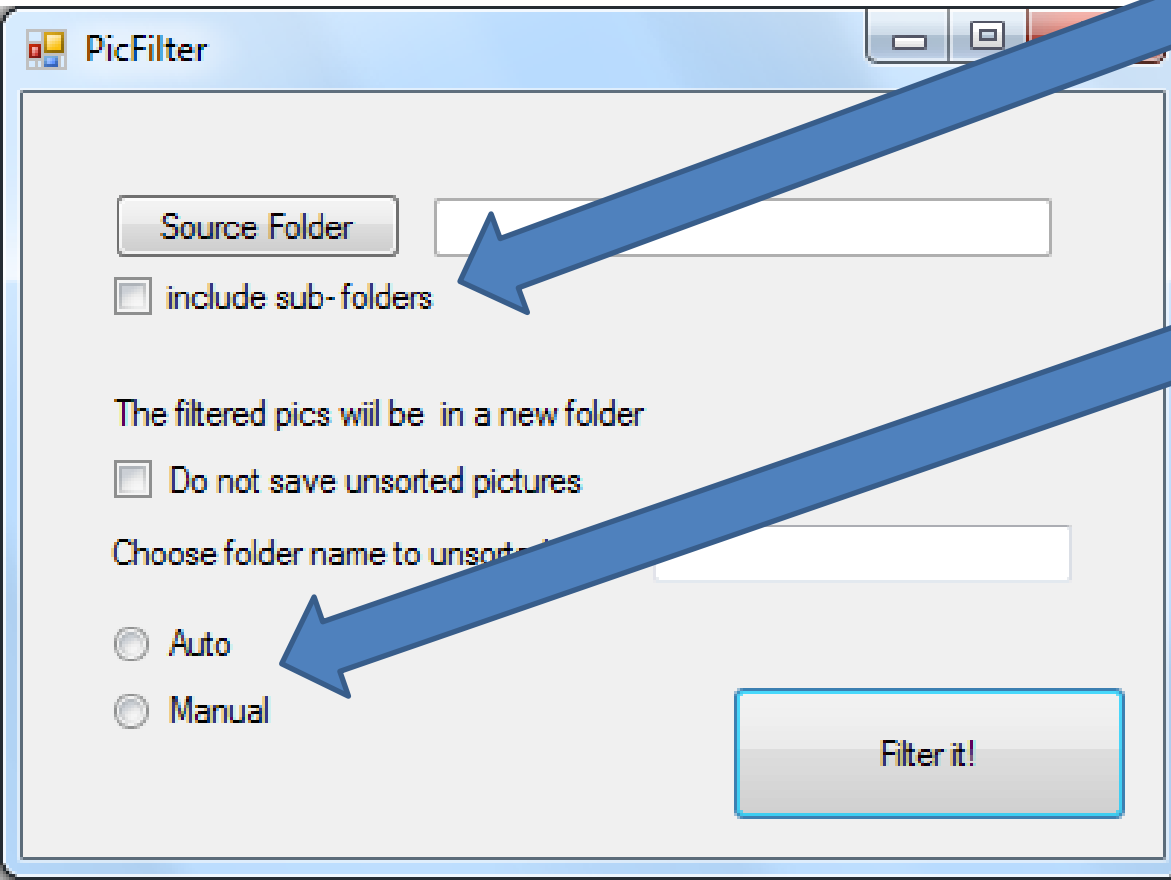 PicFilter
Source Folder
include sub-folders
The filtered pics wiil be in a new folder
Do not save unsorted pictures
Choose folder name to
Auto
Manual
Filter it!